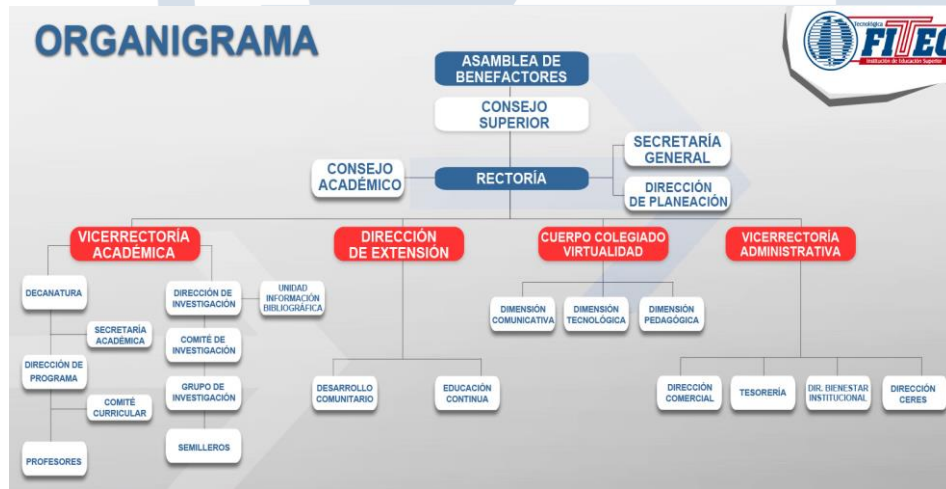 ORGANIGRAMA
Tecnológica
FITEC
Institución de Educación Superior
ASAMBLEA DE
BENEFACTORES
CONSEJO
SUPERIOR
CONSEJO
ACADÉMICO
RECTORÍA
SECRETARÍA
GENERAL
DIRECCIÓN
DE PLANEACIÓN
VICERRECTORÍA
ACADÉMICA
DIRECCIÓN
DE EXTENSIÓN
CUERPO COLEGIADO
VIRTUALIDAD
VICERRECTORÍA
ADMINISTRATIVA
DECANATURA
SECRETARÍA
ACADÉMICA
DIRECCIÓN DE
PROGRAMA
COMITÉ
CURRICULAR
PROFESORES
DIRECCIÓN DE
INVESTIGACIÓN
UNIDAD
INFORMACIÓN
BIBLIOGRÁFICA
COMITÉ DE
INVESTIGACIÓN
GRUPO DE
INVESTIGACIÓN
SEMILLEROS
DESARROLLO
COMUNITARIO
EDUCACIÓN
CONTINUA
DIMENSIÓN
COMUNICATIVA
DIMENSIÓN
TECNOLÓGICA
DIMENSIÓN
PEDAGÓGICA
DIRECCIÓN
COMERCIAL
TESORERÍA
DIR. BIENESTAR
INSTITUCIONAL
DIRECCIÓN
CERES